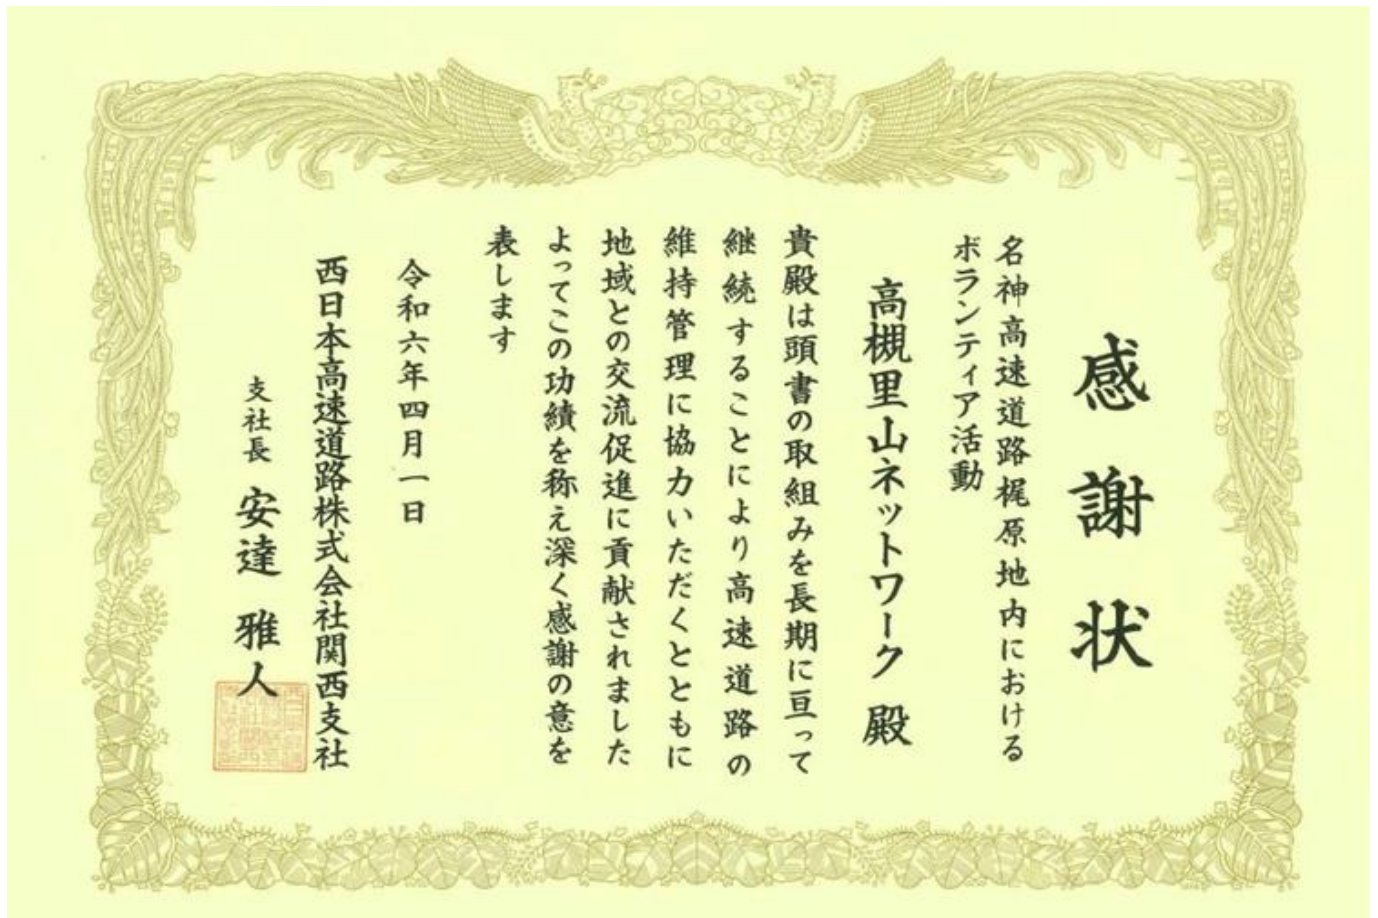 感謝状
名神高速道路梶原地内における
ボランティア活動
高槻里山ネットワーク 殿
貴殿は頭書の取組みを長期に亘って
継続することにより高速道路の
維持管理に協力いただくとともに
地域との交流促進に貢献されました
よってこの功績を称え深く感謝の意を
表します
令和六年四月一日
西日本高速道路株式会社関西支社
支社長 安達 雅人